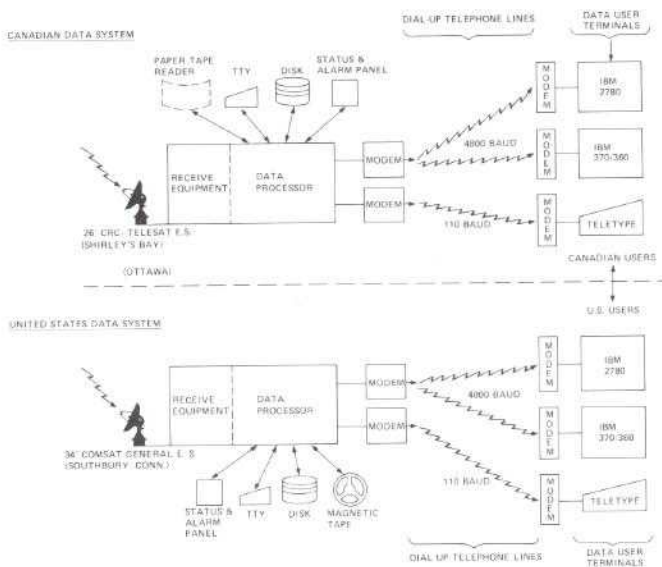 CANADIAN DATA SYSTEM
DIAL-UP TELEPHONE LINES
DATA USER
TERMINALS
PAPER TAPE
READER
TTY
DISK
STATUS &
ALARM PANEL
RECEIVE
EQUIPMENT
DATA
PROCESSOR
MODEM
MODEM
4800 BAUD
110 BAUD
MODEM
IBM
2780
MODEM
IBM
370-360
MODEM
TELETYPE
26' CRC-TELESAT E.S.
(SHIRLEY'S BAY)
(OTTAWA)
CANADIAN USERS
U.S. USERS
UNITED STATES DATA SYSTEM
RECEIVE
EQUIPMENT
DATA
PROCESSOR
MODEM
MODEM
4800 BAUD
110 BAUD
MODEM
IBM
2780
MODEM
IBM
370-360
MODEM
TELETYPE
34' COMSAT GENERAL E.S.
(SOUTHBURY CONN.)
STATUS &
ALARM
PANEL
TTY
DISK
MAGNETIC
TAPE
DIAL UP TELEPHONE LINES
DATA USER
TERMINALS